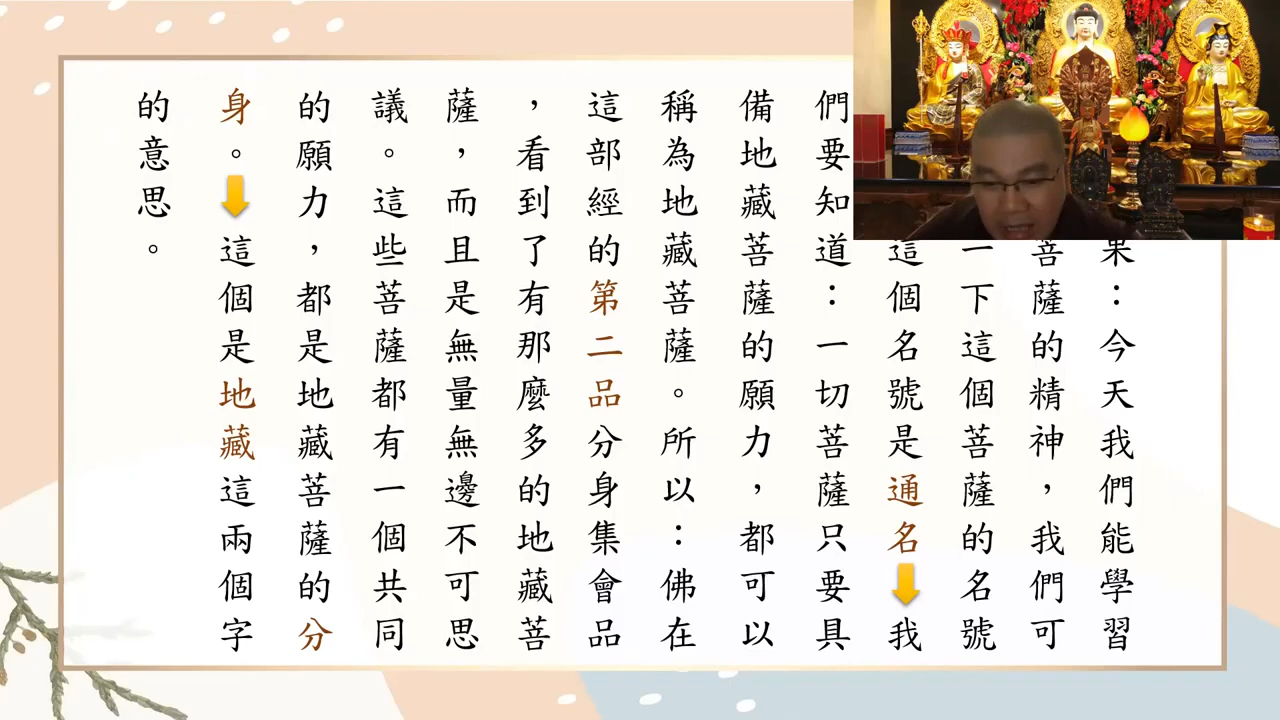 果：今天我們能學習
菩薩的精神，我們可
一下這個菩薩的名號
這個名號是通名我
們要知道：一切菩薩只要具
備地藏菩薩的願力，都可以
稱為地藏菩薩。所以：佛在
這部經的第二品分身集會品
，看到了有那麼多的地藏菩
薩，而且是無量無邊不可思
議。這些菩薩都有一個共同
的願力，都是地藏菩薩的分
身。這個是地藏這兩個字
的意思。